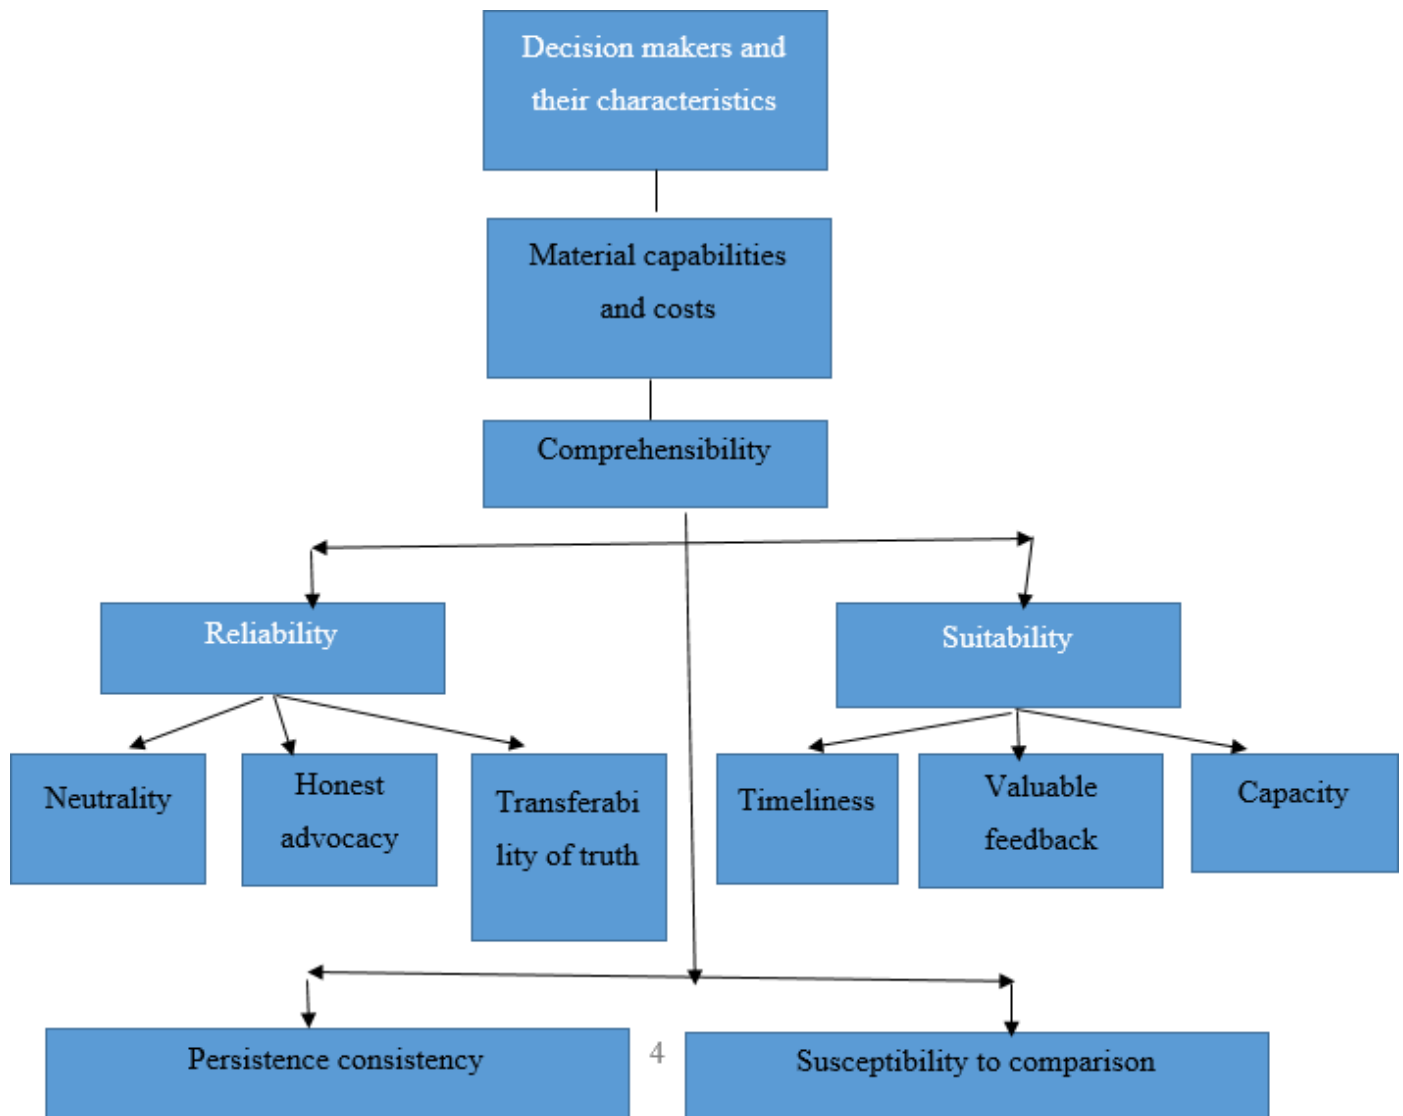 Decision makers and
their characteristics
Material capabilities
and costs
Comprehensibility
Reliability
Suitability
Neutrality
Honest
advocacy
Transferabi
lity of truth
Timeliness
Valuable
feedback
Capacity
Persistence consistency
4
Susceptibility to comparison